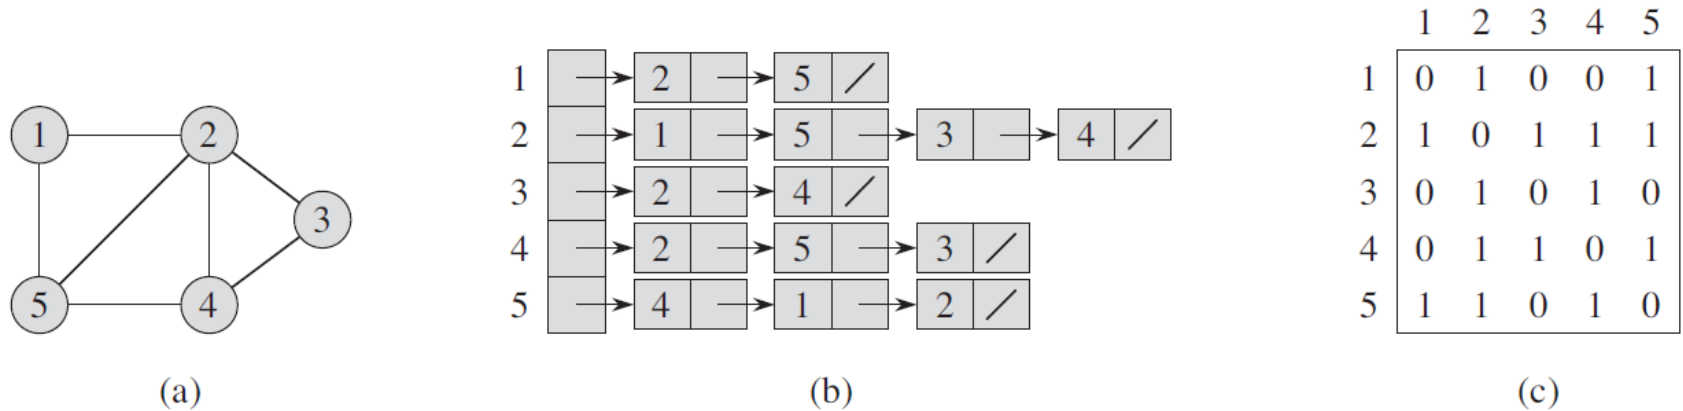 1 2
3
5 4
(a)
1 2 5 /
2 1 5 3 4 /
3 2 4 /
4 2 5 3 /
5 4 1 2 /
(b)
1 2 3 4 5
1 0 1 0 0 1
2 1 0 1 1 1
3 0 1 0 1 0
4 0 1 1 0 1
5 1 1 0 1 0
(c)